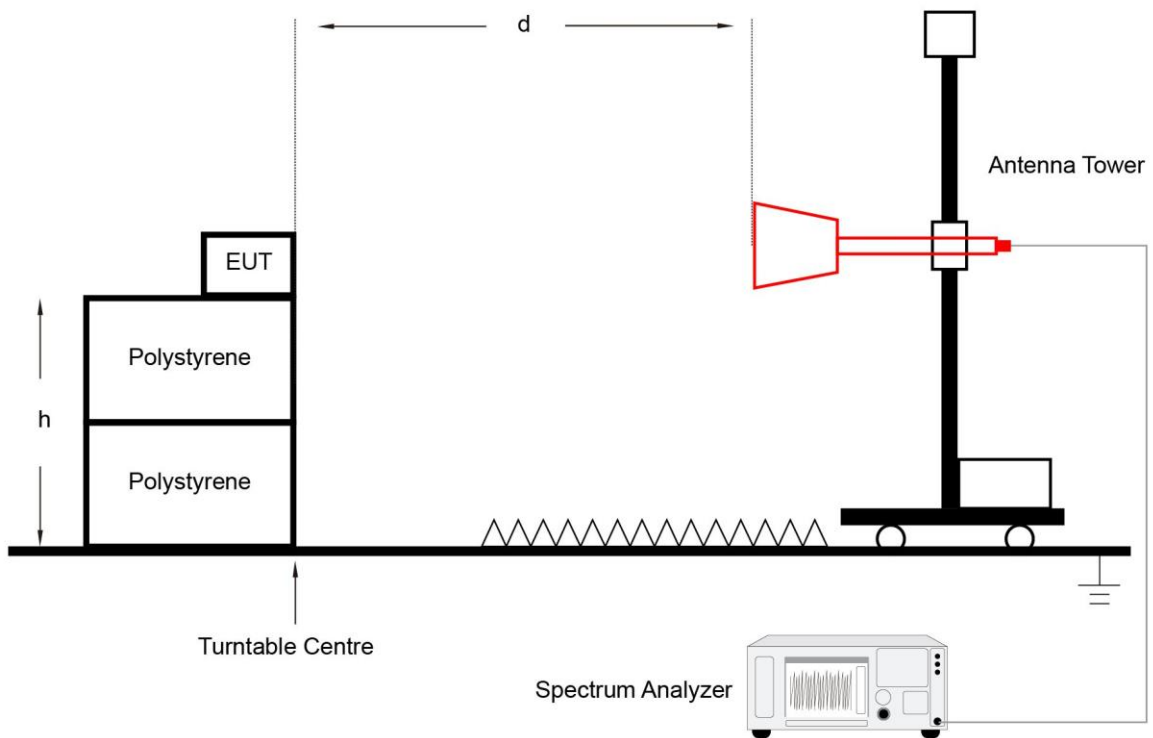 d
Antenna Tower
EUT
Polystyrene
h
Polystyrene
Turntable Centre
Spectrum Analyzer